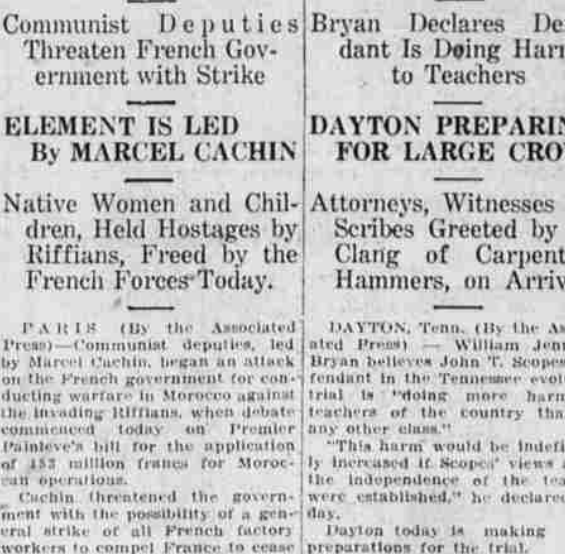 Communist Deputies
Threaten French Gov-
ernment with Strike
ELEMENT IS LED
By MARCEL CACHIN
Native Women and Chil-
dren, Held Hostages by
Riffians, Freed by the
French Forces Today.
PARIS (By the Associated
Press)—Communist deputies, led
by Marcel Cachin, began an attack
on the French government for con-
ducting warfare in Morocco against
the invading Riffians, when debate
commenced today on Premier
Painleve's bill for the application
of 153 million francs for Moroc-
can operations.
Cachin threatened the govern-
ment with the possibility of a gen-
eral strike of all French factory
workers to compel France to cease
Bryan Declares De
dant Is Doing Har
to Teachers
DAYTON PREPARIN
FOR LARGE CRO
Attorneys, Witnesses
Scribes Greeted by
Clang of Carpent
Hammers, on Arriv
DAYTON, Tenn. (By the As
ated Press) — William Jenn
Bryan believes John T. Scopes
fendant in the Tennessee evol
trial is "doing more harm
teachers of the country tha
any other class."
"This harm would be indefi
ly increased if Scopes' views
the independence of the tea
were established," he declared
day.
Dayton today is making
preparations for the trial.